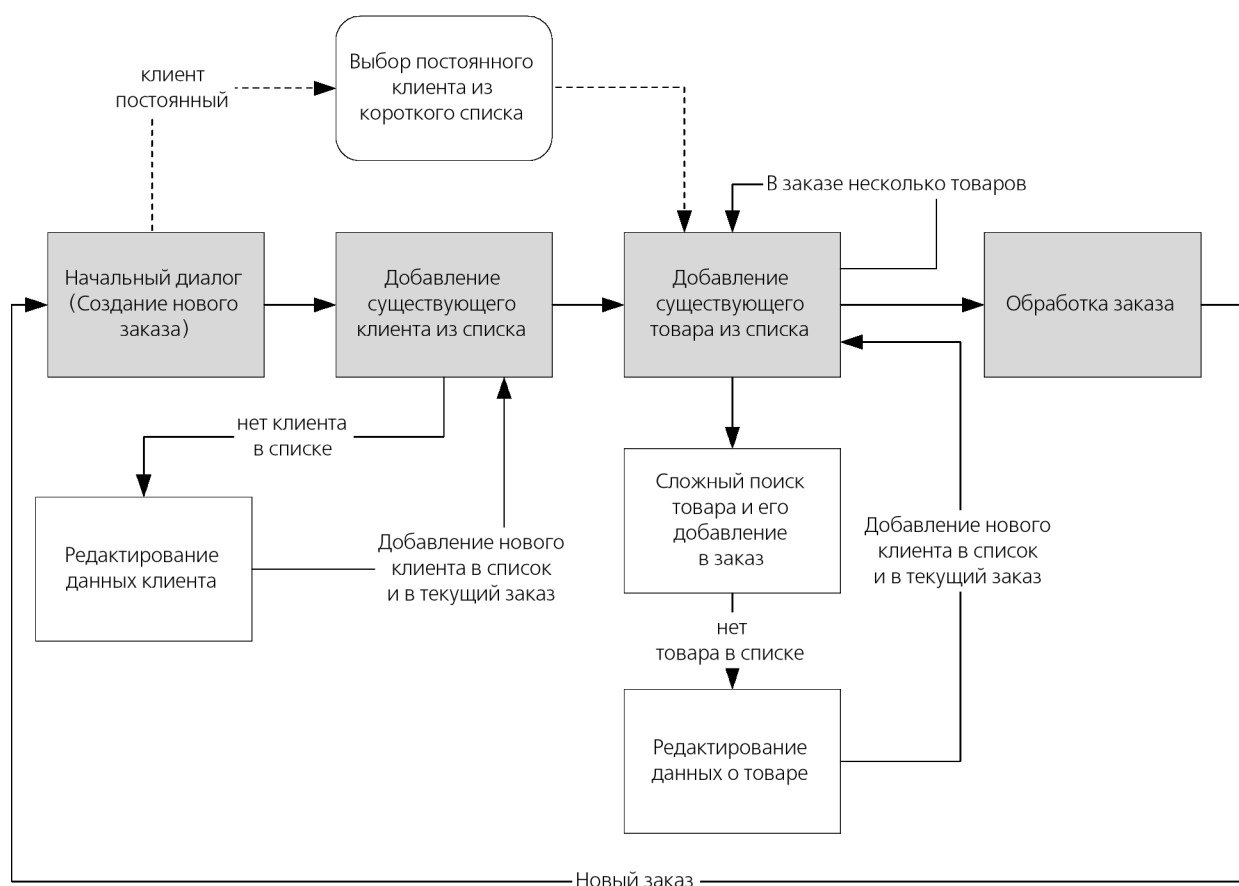 клиент
постоянный
Выбор постоянного
клиента из
короткого списка
В заказе несколько товаров
Начальный диалог
(Создание нового
заказа)
Добавление
существующего
клиента из списка
Добавление
существующего
товара из списка
Обработка заказа
нет клиента
в списке
Редактирование
данных клиента
Добавление нового
клиента в список
и в текущий заказ
Сложный поиск
товара и его
добавление
в заказ
Добавление нового
клиента в список
и в текущий заказ
нет
товара в списке
Редактирование
данных о товаре
Новый заказ